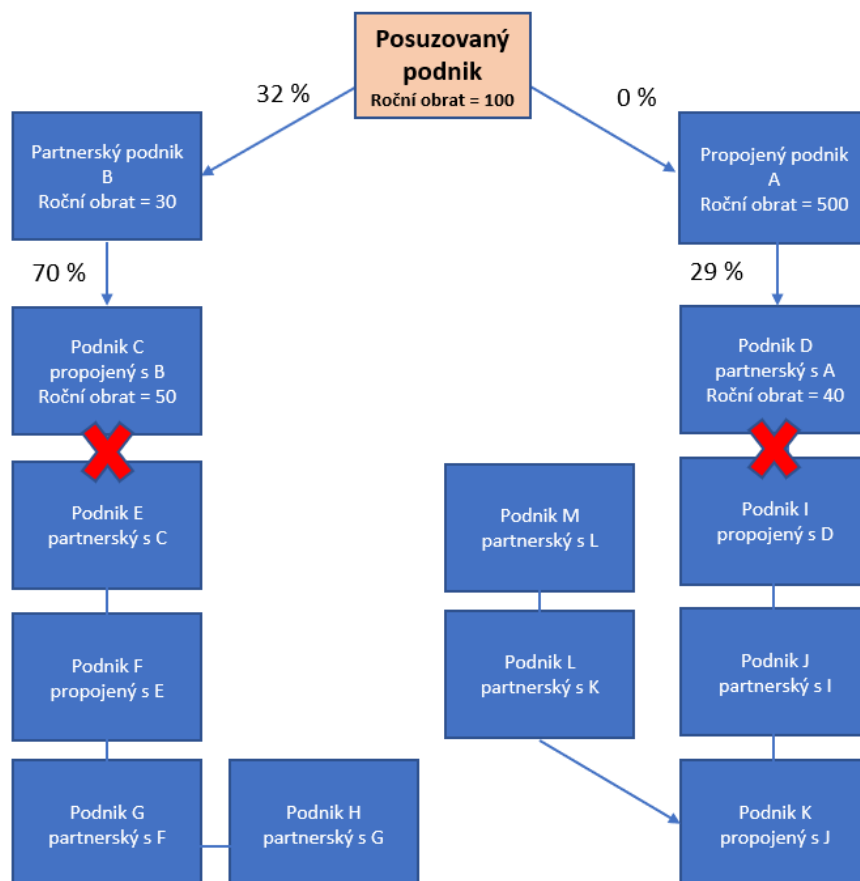 Posuzovaný
podnik
Roční obrat = 100
32 %
0 %
Partnerský podnik
B
Roční obrat = 30
Propojený podnik
A
Roční obrat = 500
70 %
29 %
Podnik C
propojený s B
Roční obrat = 50
Podnik D
partnerský s A
Roční obrat = 40
Podnik E
partnerský s C
Podnik M
partnerský s L
Podnik I
propojený s D
Podnik F
propojený s E
Podnik L
partnerský s K
Podnik J
partnerský s I
Podnik G
partnerský s F
Podnik H
partnerský s G
Podnik K
propojený s J